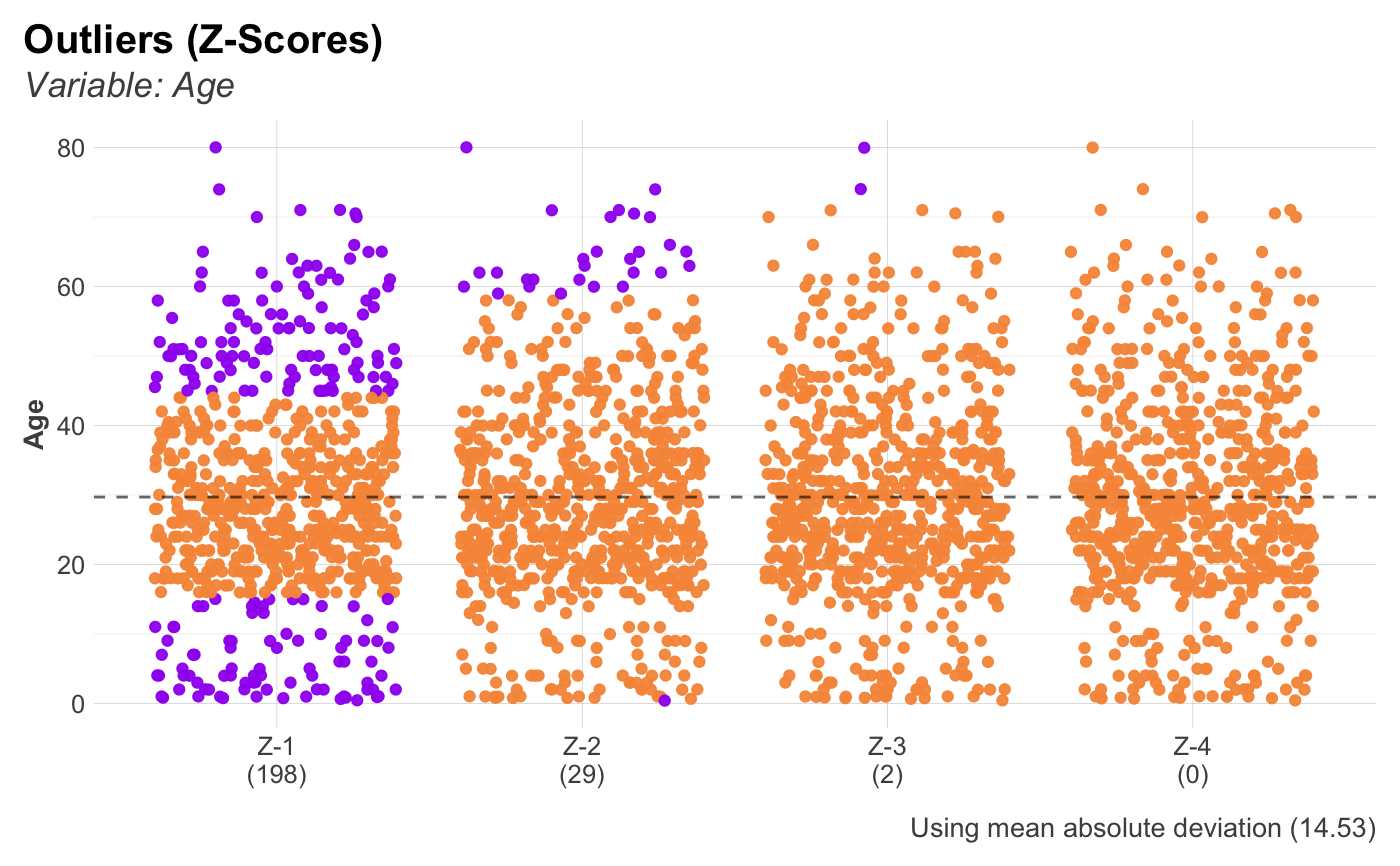 Outliers (Z-Scores)
Variable: Age
Age
80
60
40
20
0
Z-1
(198)
Z-2
(29)
Z-3
(2)
Z-4
(0)
Using mean absolute deviation (14.53)